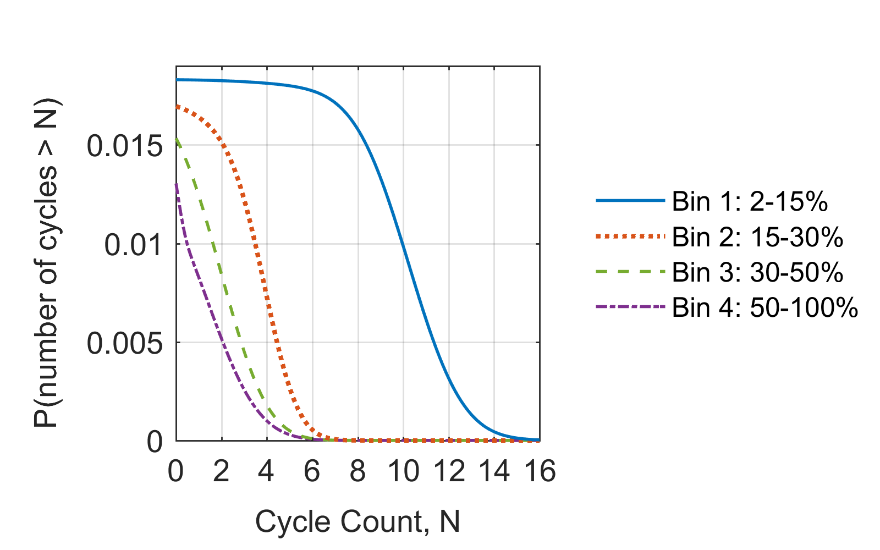 P(number of cycles > N)
0.015
0.01
0.005
0
0 2 4 6 8 10 12 14 16
Cycle Count, N
Bin 1: 2-15%
Bin 2: 15-30%
Bin 3: 30-50%
Bin 4: 50-100%